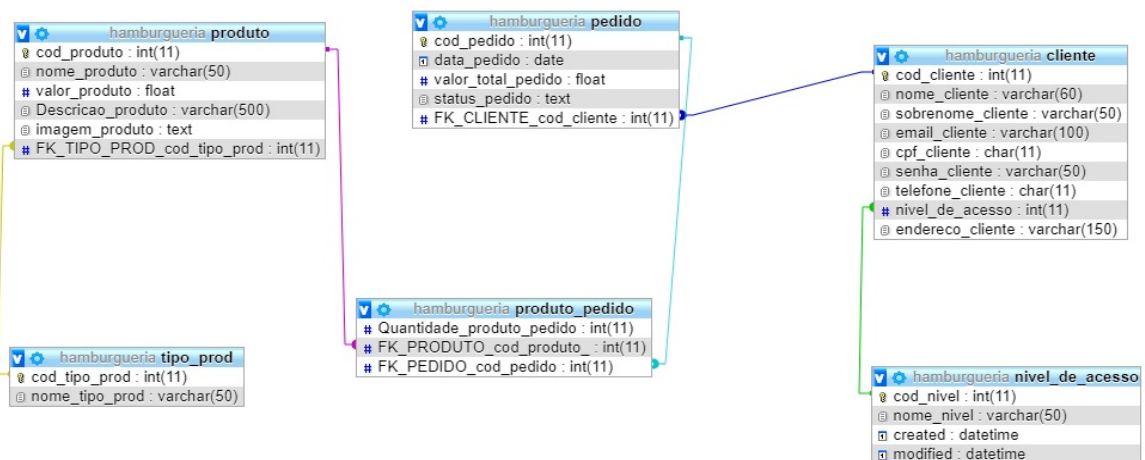 hamburgueria produto
cod_produto : int(11)
nome_produto : varchar(50)
valor_produto : float
Descricao_produto : varchar(500)
imagem_produto : text
FK_TIPO_PROD_cod_tipo_prod : int(11)
hamburgueria pedido
cod_pedido : int(11)
data_pedido : date
valor_total_pedido : float
status_pedido : text
FK_CLIENTE_cod_cliente : int(11)
hamburgueria cliente
cod_cliente : int(11)
nome_cliente : varchar(60)
sobrenome_cliente : varchar(50)
email_cliente : varchar(100)
cpf_cliente : char(11)
senha_cliente : varchar(50)
telefone_cliente : char(11)
nivel_de_acesso : int(11)
endereco_cliente : varchar(150)
hamburgueria produto_pedido
Quantidade_produto_pedido : int(11)
FK_PRODUTO_cod_produto_ : int(11)
FK_PEDIDO_cod_pedido : int(11)
hamburgueria tipo_prod
cod_tipo_prod : int(11)
nome_tipo_prod : varchar(50)
hamburgueria nivel_de_acesso
cod_nivel : int(11)
nome_nivel : varchar(50)
created : datetime
modified : datetime